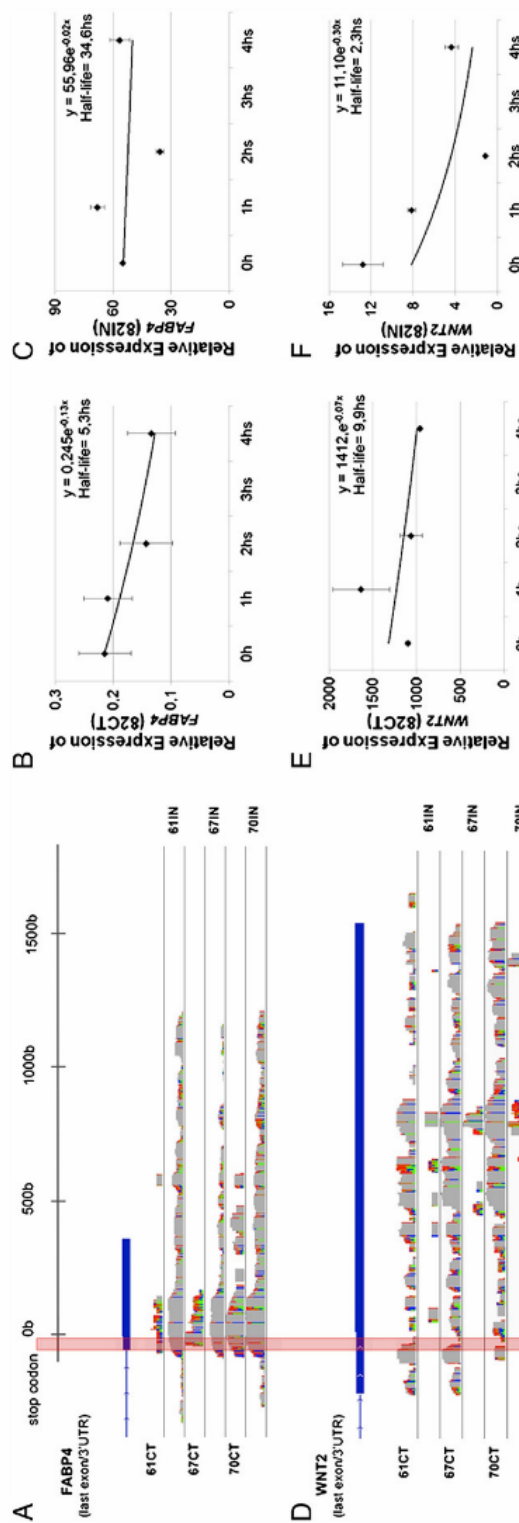 A
FABP4
(last exon/3'UTR)
stop codon
0b
500b
1000b
1500b
61CT
61IN
67CT
67IN
70CT
70IN
B
Relative Expression of
FABP4 (82CT)
0,3
0,2
0,1
0
y = 0,245e-0,13x
Half-life= 5,3hs
0h
1h
2hs
3hs
4hs
C
Relative Expression of
FABP4 (82IN)
90
60
30
0
y = 55,96e-0,02x
Half-life= 34,6hs
0h
1h
2hs
3hs
4hs
D
WNT2
(last exon/3'UTR)
61CT
61IN
67CT
67IN
70CT
70IN
E
Relative Expression of
WNT2 (82CT)
2000
1500
1000
500
0
y = 1412,e-0,07x
Half-life= 9,9hs
F
Relative Expression of
WNT2 (82IN)
16
12
8
4
0
y = 11,10e-0,30x
Half-life= 2,3hs
0h
1h
2hs
3hs
4hs